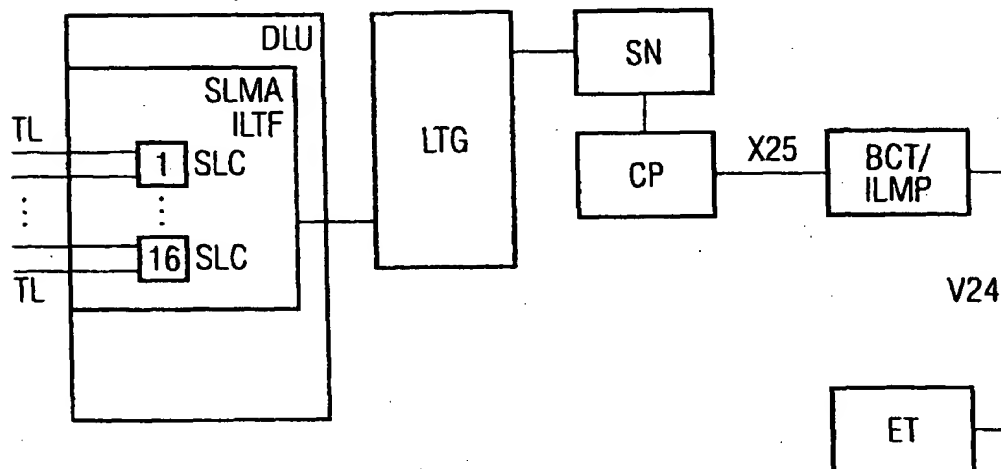 DLU
SLMA
ILTF
TL
1 SLC
16 SLC
TL
LTG
SN
CP
X25
BCT/
ILMP
V24
ET